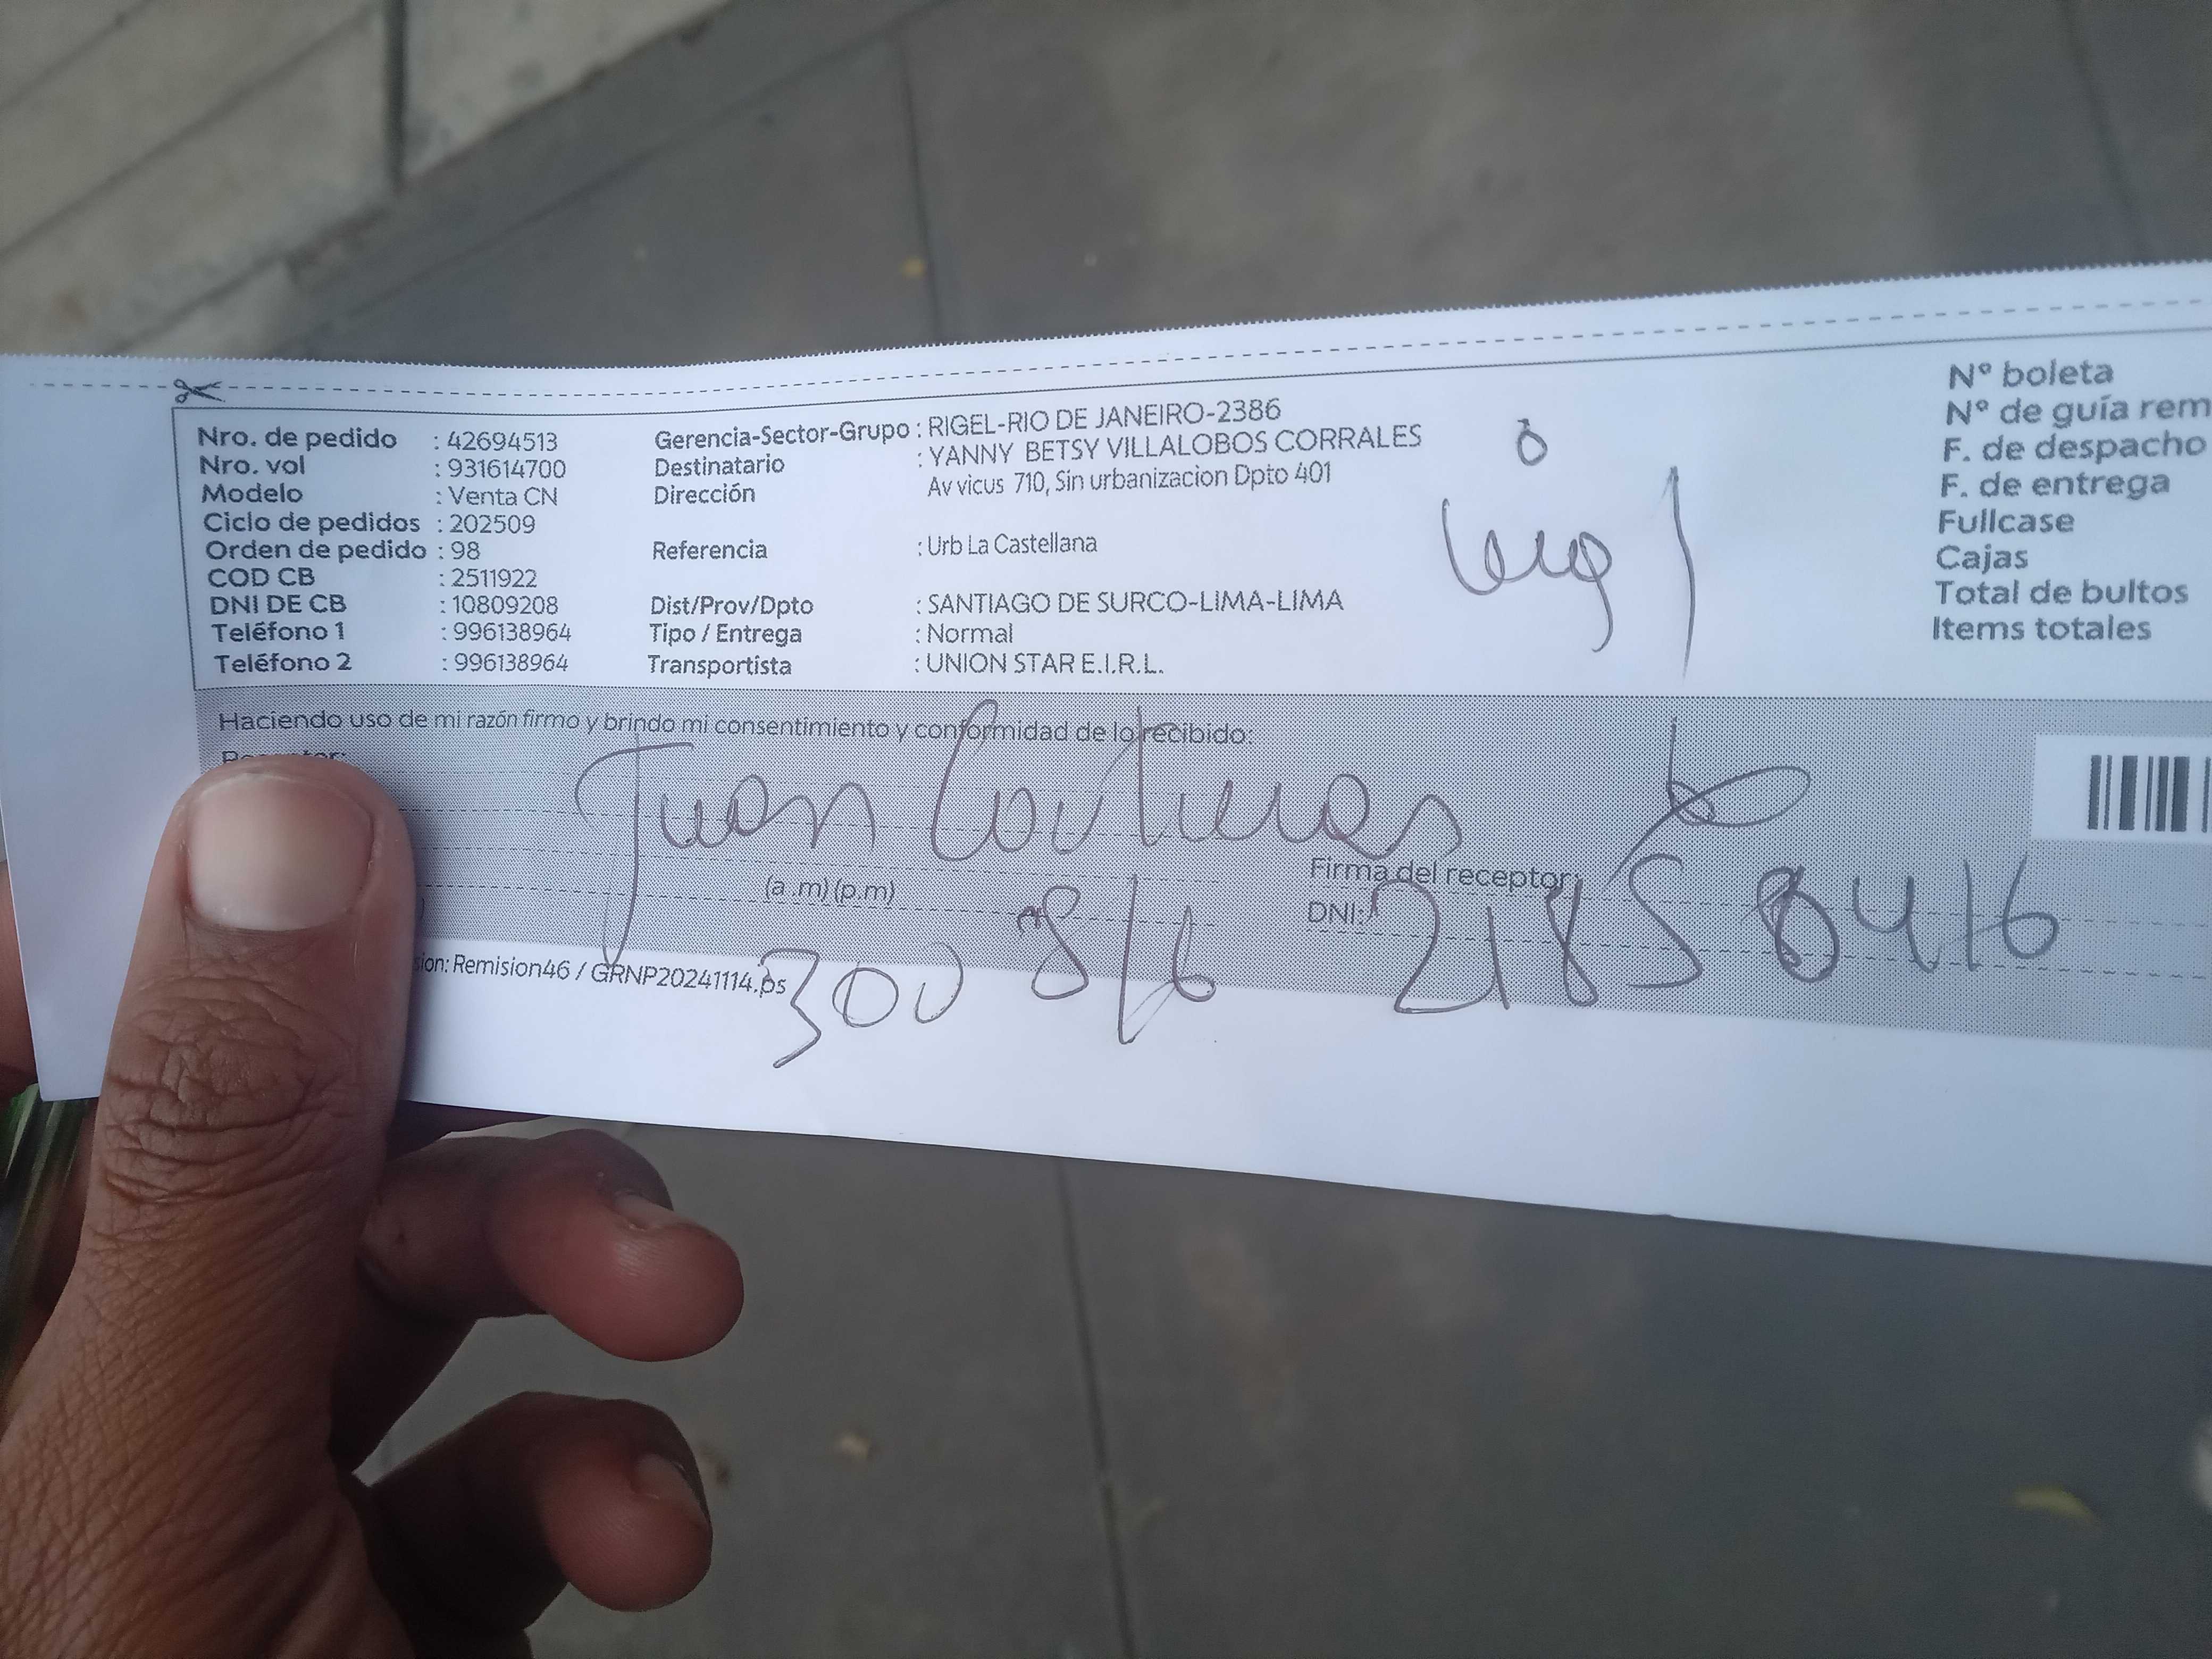 Nro. de pedido : 42694513
Nro. vol : 931614700
Modelo : Venta CN
Ciclo de pedidos : 202509
Orden de pedido : 98
COD CB : 2511922
DNI DE CB : 10809208
Teléfono 1 : 996138964
Teléfono 2 : 996138964
Gerencia-Sector-Grupo : RIGEL-RIO DE JANEIRO-2386
Destinatario : YANNY BETSY VILLALOBOS CORRALES
Dirección Av vicus 710, Sin urbanizacion Dpto 401
Referencia : Urb La Castellana
Dist/Prov/Dpto : SANTIAGO DE SURCO-LIMA-LIMA
Tipo / Entrega : Normal
Transportista : UNION STAR E.I.R.L.
N° boleta
N° de guía rem
F. de despacho
F. de entrega
Fullcase
Cajas
Total de bultos
Items totales
Haciendo uso de mi razón firmo y brindo mi consentimiento y conformidad de lo recibido:
Juan Contreras
(a .m) (p.m)
Firma del receptor:
DNI: 21858416
sion: Remision46 / GRNP20241114.ps
300